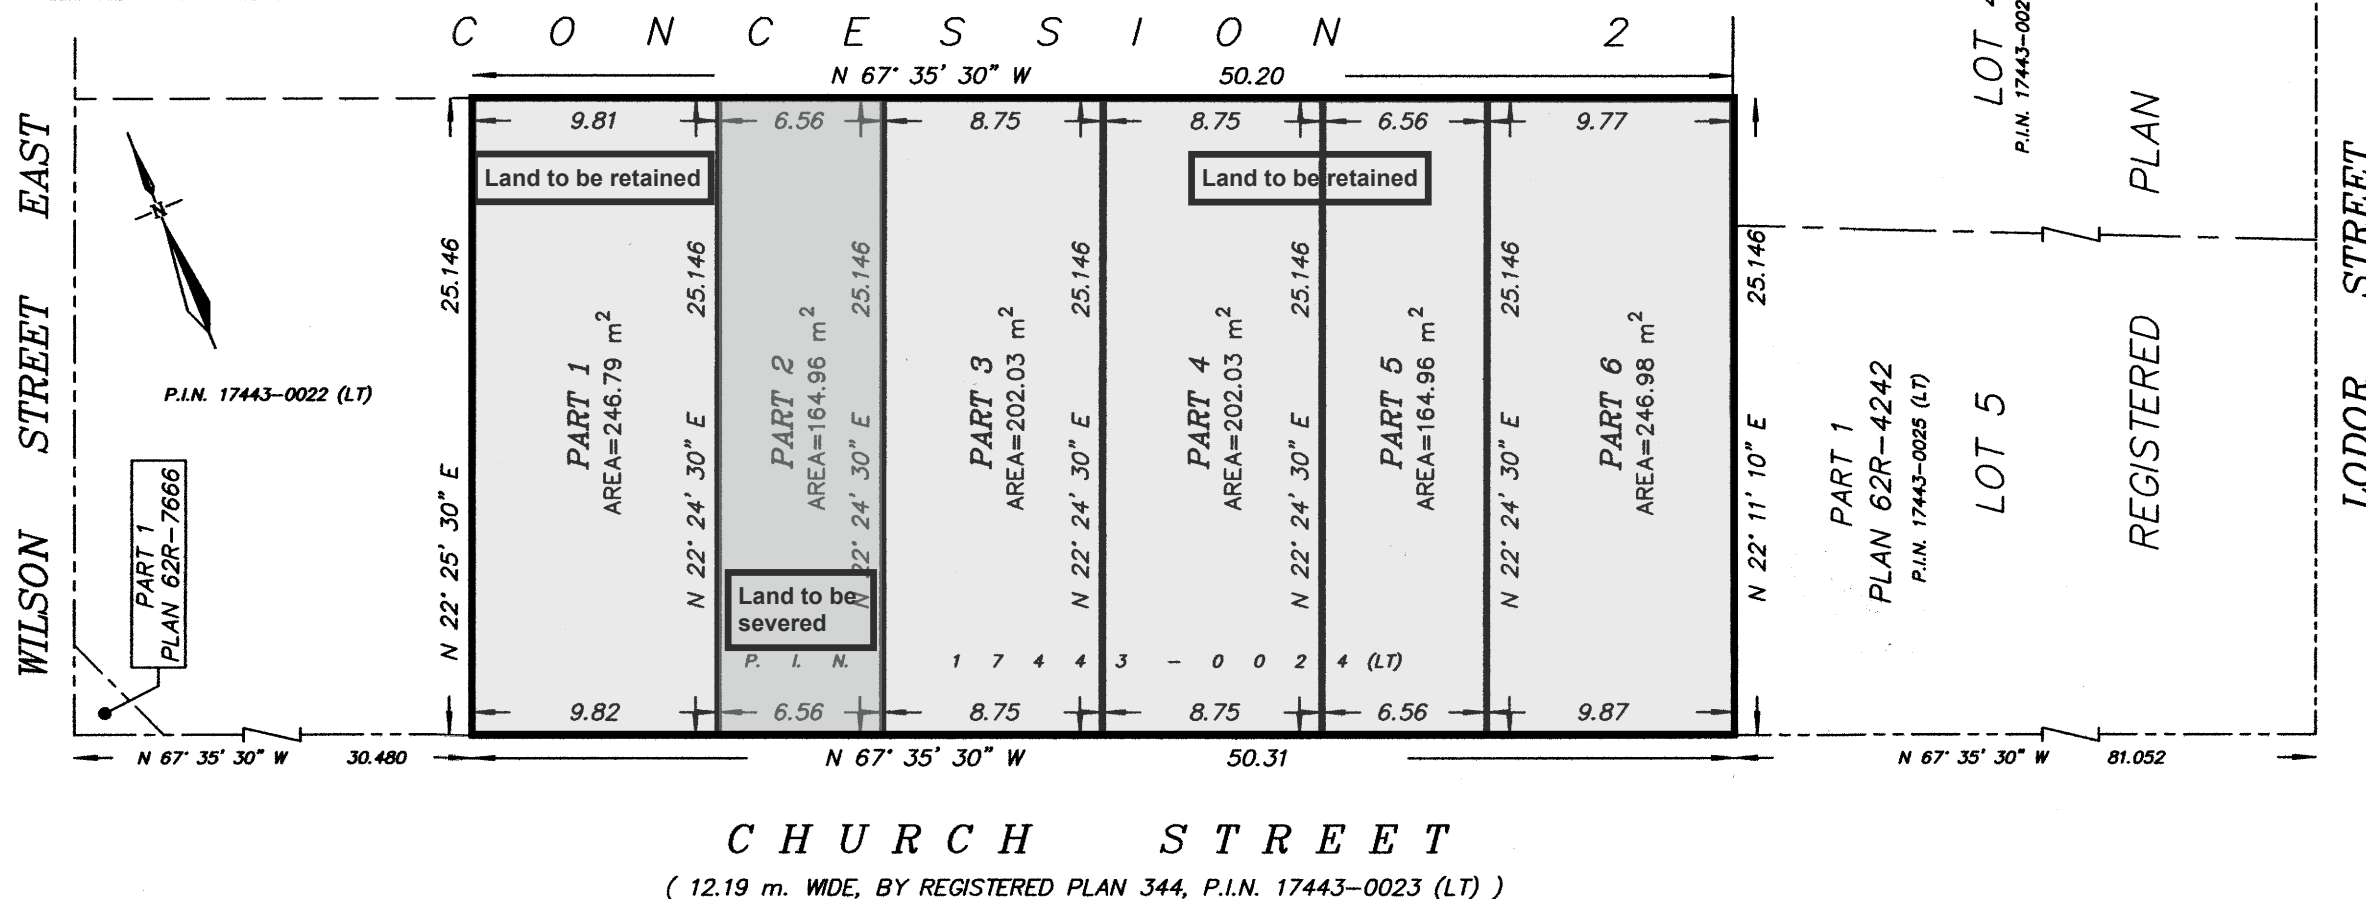 C O N C E S S I O N 2
N 67° 35' 30" W 50.20
9.81 6.56 8.75 8.75 6.56 9.77
Land to be retained
Land to be retained
WILSON STREET EAST
N
P.I.N. 17443-0022 (LT)
PART 1
PLAN 62R-7666
N 22° 25' 30" E 25.146
PART 1
AREA=246.79 m²
N 22° 24' 30" E 25.146
PART 2
AREA=164.96 m²
N 22° 24' 30" E 25.146
PART 3
AREA=202.03 m²
N 22° 24' 30" E 25.146
PART 4
AREA=202.03 m²
N 22° 24' 30" E 25.146
PART 5
AREA=164.96 m²
N 22° 24' 30" E 25.146
PART 6
AREA=246.98 m²
N 22° 11' 10" E 25.146
PART 1
PLAN 62R-4242
P.I.N. 17443-0025 (LT)
LOT 5
LOT
P.I.N. 17443-002
REGISTERED PLAN
LODOR STREET
Land to be
severed
P. I. N. 1 7 4 4 3 - 0 0 2 4 (LT)
9.82 6.56 8.75 8.75 6.56 9.87
N 67° 35' 30" W 30.480
N 67° 35' 30" W 50.31
N 67° 35' 30" W 81.052
C H U R C H S T R E E T
( 12.19 m. WIDE, BY REGISTERED PLAN 344, P.I.N. 17443-0023 (LT) )